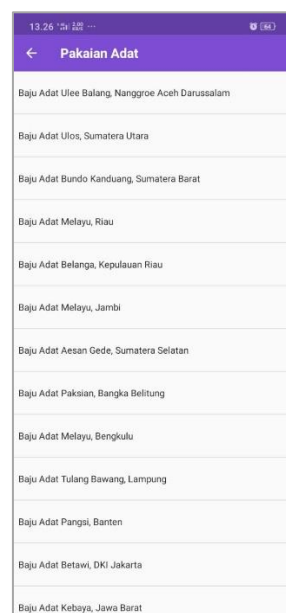 13.26
64
Pakaian Adat
Baju Adat Ulee Balang, Nanggroe Aceh Darussalam
Baju Adat Ulos, Sumatera Utara
Baju Adat Bundo Kanduang, Sumatera Barat
Baju Adat Melayu, Riau
Baju Adat Belanga, Kepulauan Riau
Baju Adat Melayu, Jambi
Baju Adat Aesan Gede, Sumatera Selatan
Baju Adat Paksian, Bangka Belitung
Baju Adat Melayu, Bengkulu
Baju Adat Tulang Bawang, Lampung
Baju Adat Pangsi, Banten
Baju Adat Betawi, DKI Jakarta
Baju Adat Kebaya, Jawa Barat